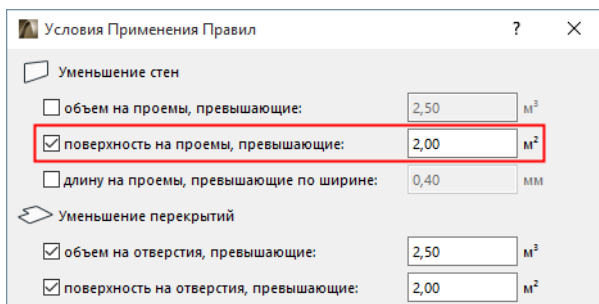 Условия Применения Правил ?
Уменьшение стен
объем на проемы, превышающие: 2,50 м³
поверхность на проемы, превышающие: 2,00 м²
длину на проемы, превышающие по ширине: 0,40 мм
Уменьшение перекрытий
объем на отверстия, превышающие: 2,50 м³
поверхность на отверстия, превышающие: 2,00 м²